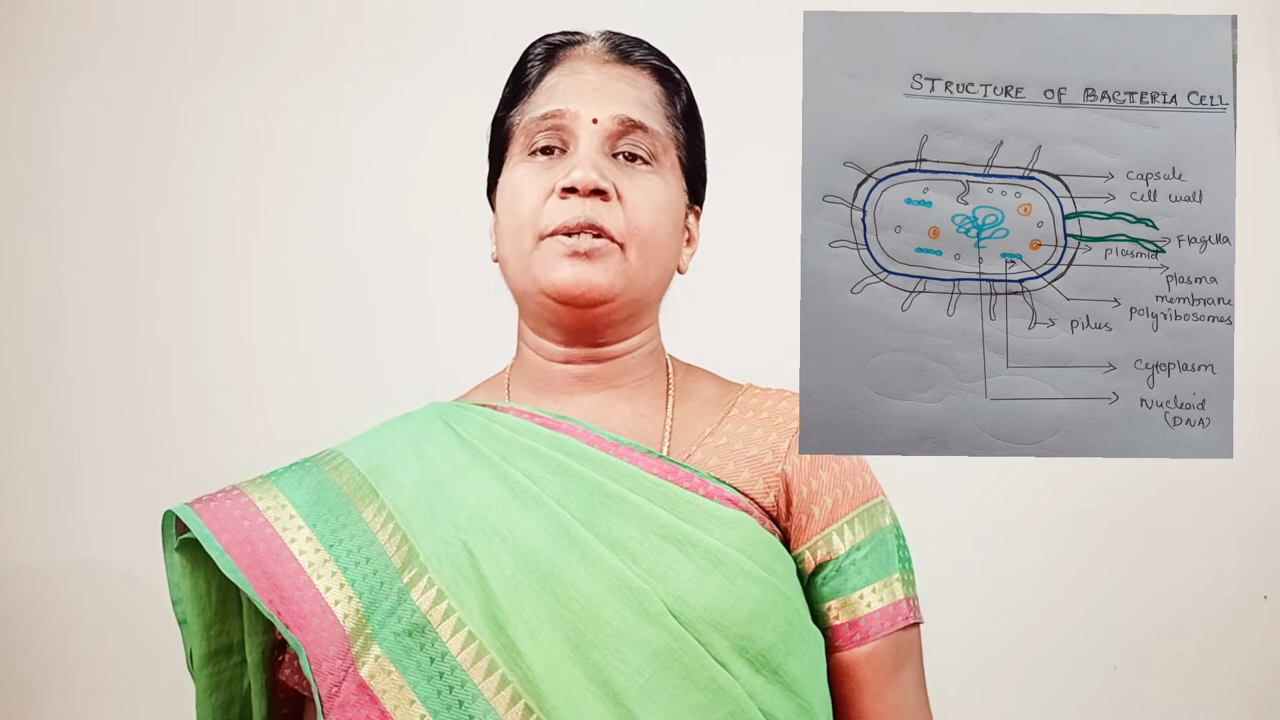 STRUCTURE OF BACTERIA CELL
capsule
cell wall
Flagella
plasmid
plasma
membrane
polyribosomes
pilus
cytoplasm
Nucleoid
(DNA)